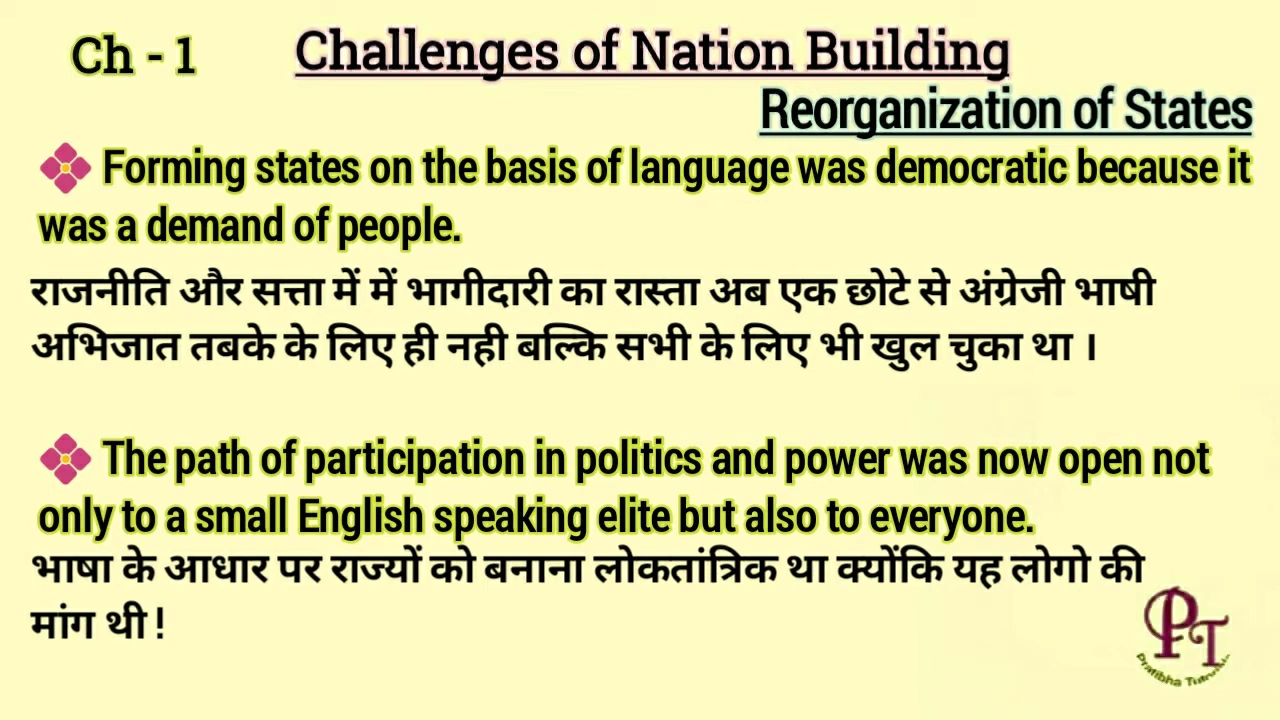 Ch - 1
Challenges of Nation Building
Reorganization of States
Forming states on the basis of language was democratic because it
was a demand of people.
राजनीति और सत्ता में में भागीदारी का रास्ता अब एक छोटे से अंग्रेजी भाषी
अभिजात तबके के लिए ही नही बल्कि सभी के लिए भी खुल चुका था ।
The path of participation in politics and power was now open not
only to a small English speaking elite but also to everyone.
भाषा के आधार पर राज्यों को बनाना लोकतांत्रिक था क्योंकि यह लोगो की
मांग थी !
PT
Pratibha